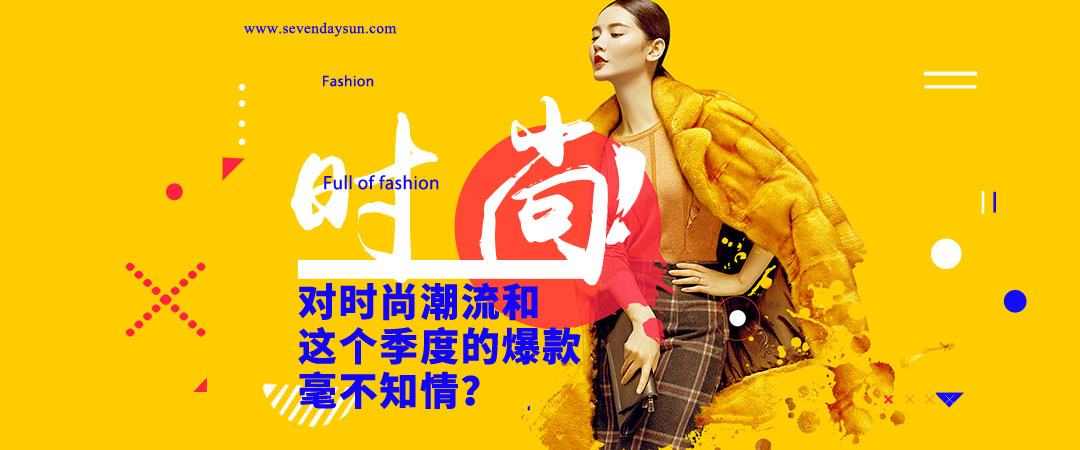 www.sevendaysun.com
Fashion
时尚!
Full of fashion
对时尚潮流和
这个季度的爆款
毫不知情?